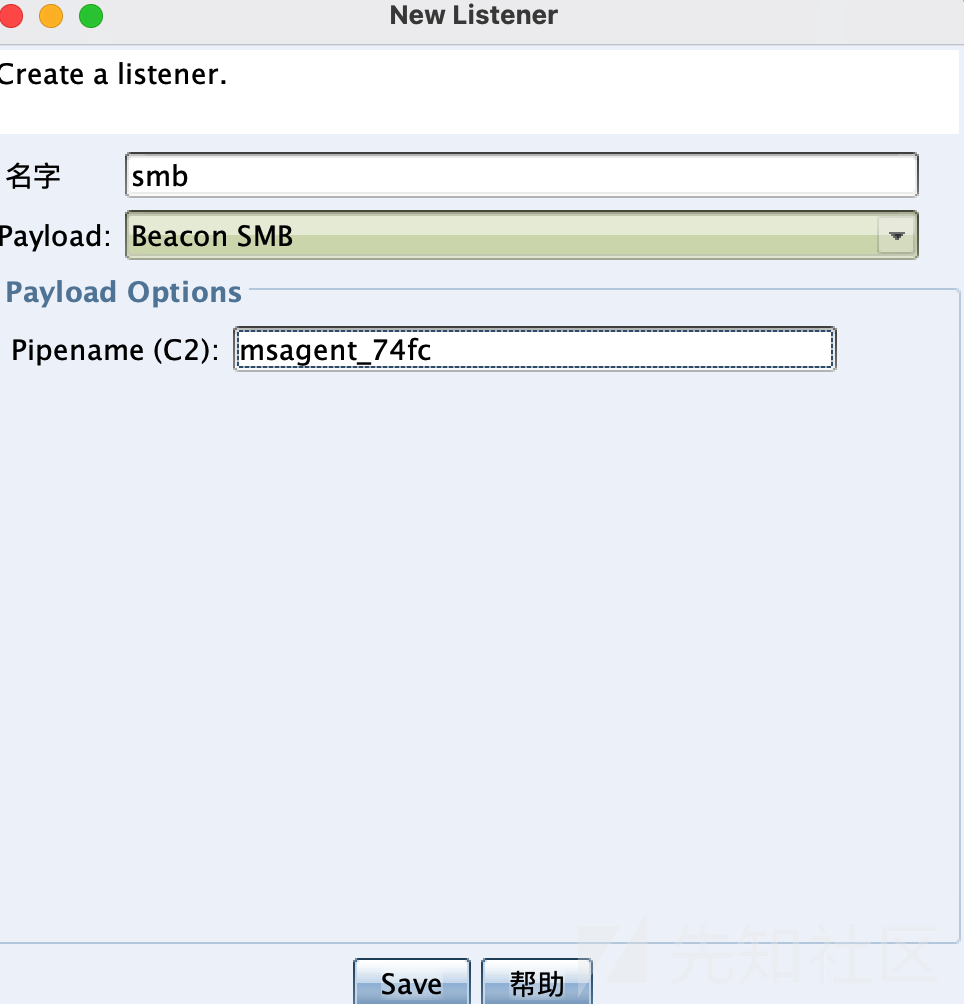 New Listener
Create a listener.
名字 smb
Payload: Beacon SMB
Payload Options
Pipename (C2): msagent_74fc
Save 帮助
先知社区